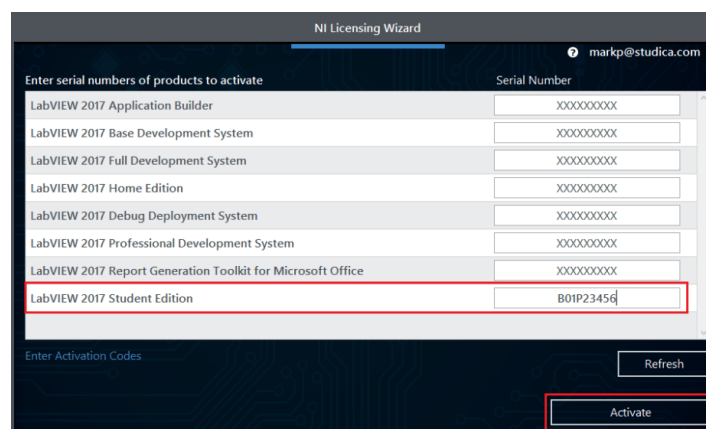 NI Licensing Wizard
? markp@studica.com
Enter serial numbers of products to activate Serial Number
LabVIEW 2017 Application Builder XXXXXXXXX
LabVIEW 2017 Base Development System XXXXXXXXX
LabVIEW 2017 Full Development System XXXXXXXXX
LabVIEW 2017 Home Edition XXXXXXXXX
LabVIEW 2017 Debug Deployment System XXXXXXXXX
LabVIEW 2017 Professional Development System XXXXXXXXX
LabVIEW 2017 Report Generation Toolkit for Microsoft Office XXXXXXXXX
LabVIEW 2017 Student Edition B01P23456
Enter Activation Codes
Refresh
Activate